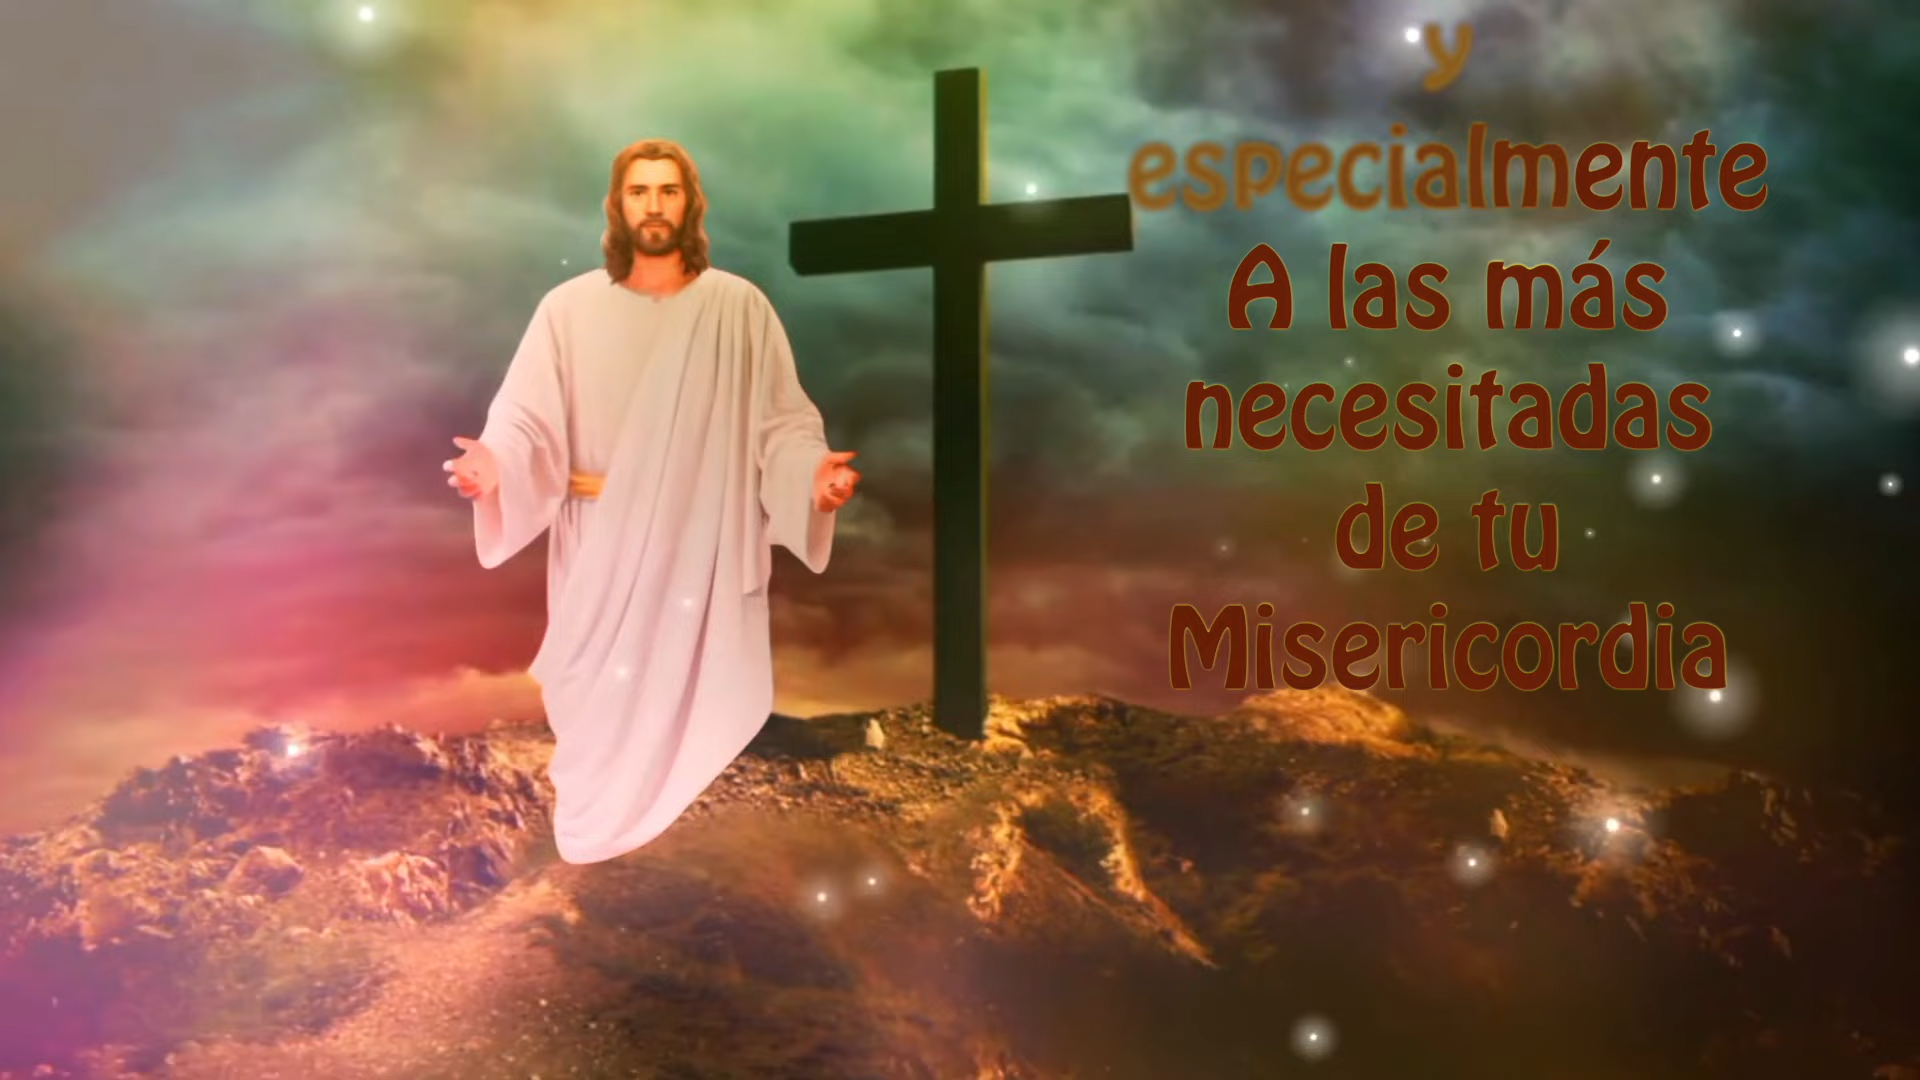 y
especialmente
A las más
necesitadas
de tu
Misericordia